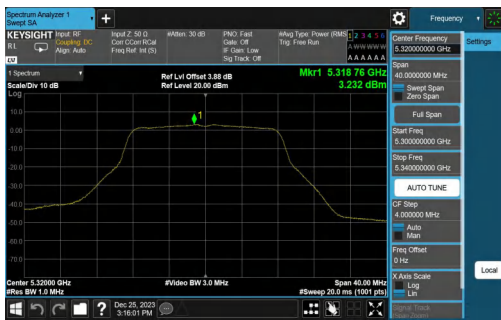 Spectrum Analyzer 1
Swept SA
Frequency
Settings
KEYSIGHT
RL
Input: RF
Coupling: DC
Align: Auto
Input Z: 50 Ω
Corr CCorr RCal
Freq Ref: Int (S)
#Atten: 30 dB
PNO: Fast
Gate: Off
IF Gain: Low
Sig Track: Off
#Avg Type: Power (RMS
Trig: Free Run
1 2 3 4 5 6
A W W W W W
A A A A A A
1 Spectrum
Scale/Div 10 dB
Log
Ref Lvl Offset 3.88 dB
Ref Level 20.00 dBm
Mkr1 5.318 76 GHz
3.232 dBm
1
10.0
0.00
-10.0
-20.0
-30.0
-40.0
-50.0
-60.0
-70.0
Center 5.32000 GHz
#Res BW 1.0 MHz
#Video BW 3.0 MHz
Span 40.00 MHz
#Sweep 20.0 ms (1001 pts)
Center Frequency
5.320000000 GHz
Span
40.0000000 MHz
Swept Span
Zero Span
Full Span
Start Freq
5.300000000 GHz
Stop Freq
5.340000000 GHz
AUTO TUNE
CF Step
4.000000 MHz
Auto
Man
Freq Offset
0 Hz
X Axis Scale
Log
Lin
Signal Track
Local
?
Dec 25, 2023
3:16:01 PM